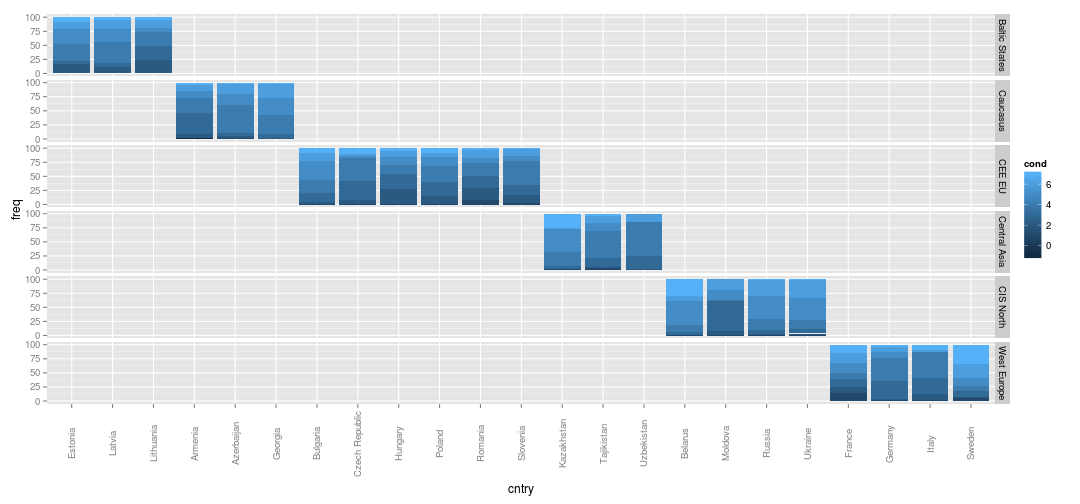 100
75
50
25
0
Baltic States
100
75
50
25
0
Caucasus
100
75
50
25
0
CEE EU
100
75
50
25
0
Central Asia
100
75
50
25
0
CIS North
100
75
50
25
0
West Europe
freq
cond
6
4
2
0
Estonia
Latvia
Lithuania
Armenia
Azerbaijan
Georgia
Bulgaria
Czech Republic
Hungary
Poland
Romania
Slovenia
Kazakhstan
Tajikistan
Uzbekistan
Belarus
Moldova
Russia
Ukraine
France
Germany
Italy
Sweden
cntry